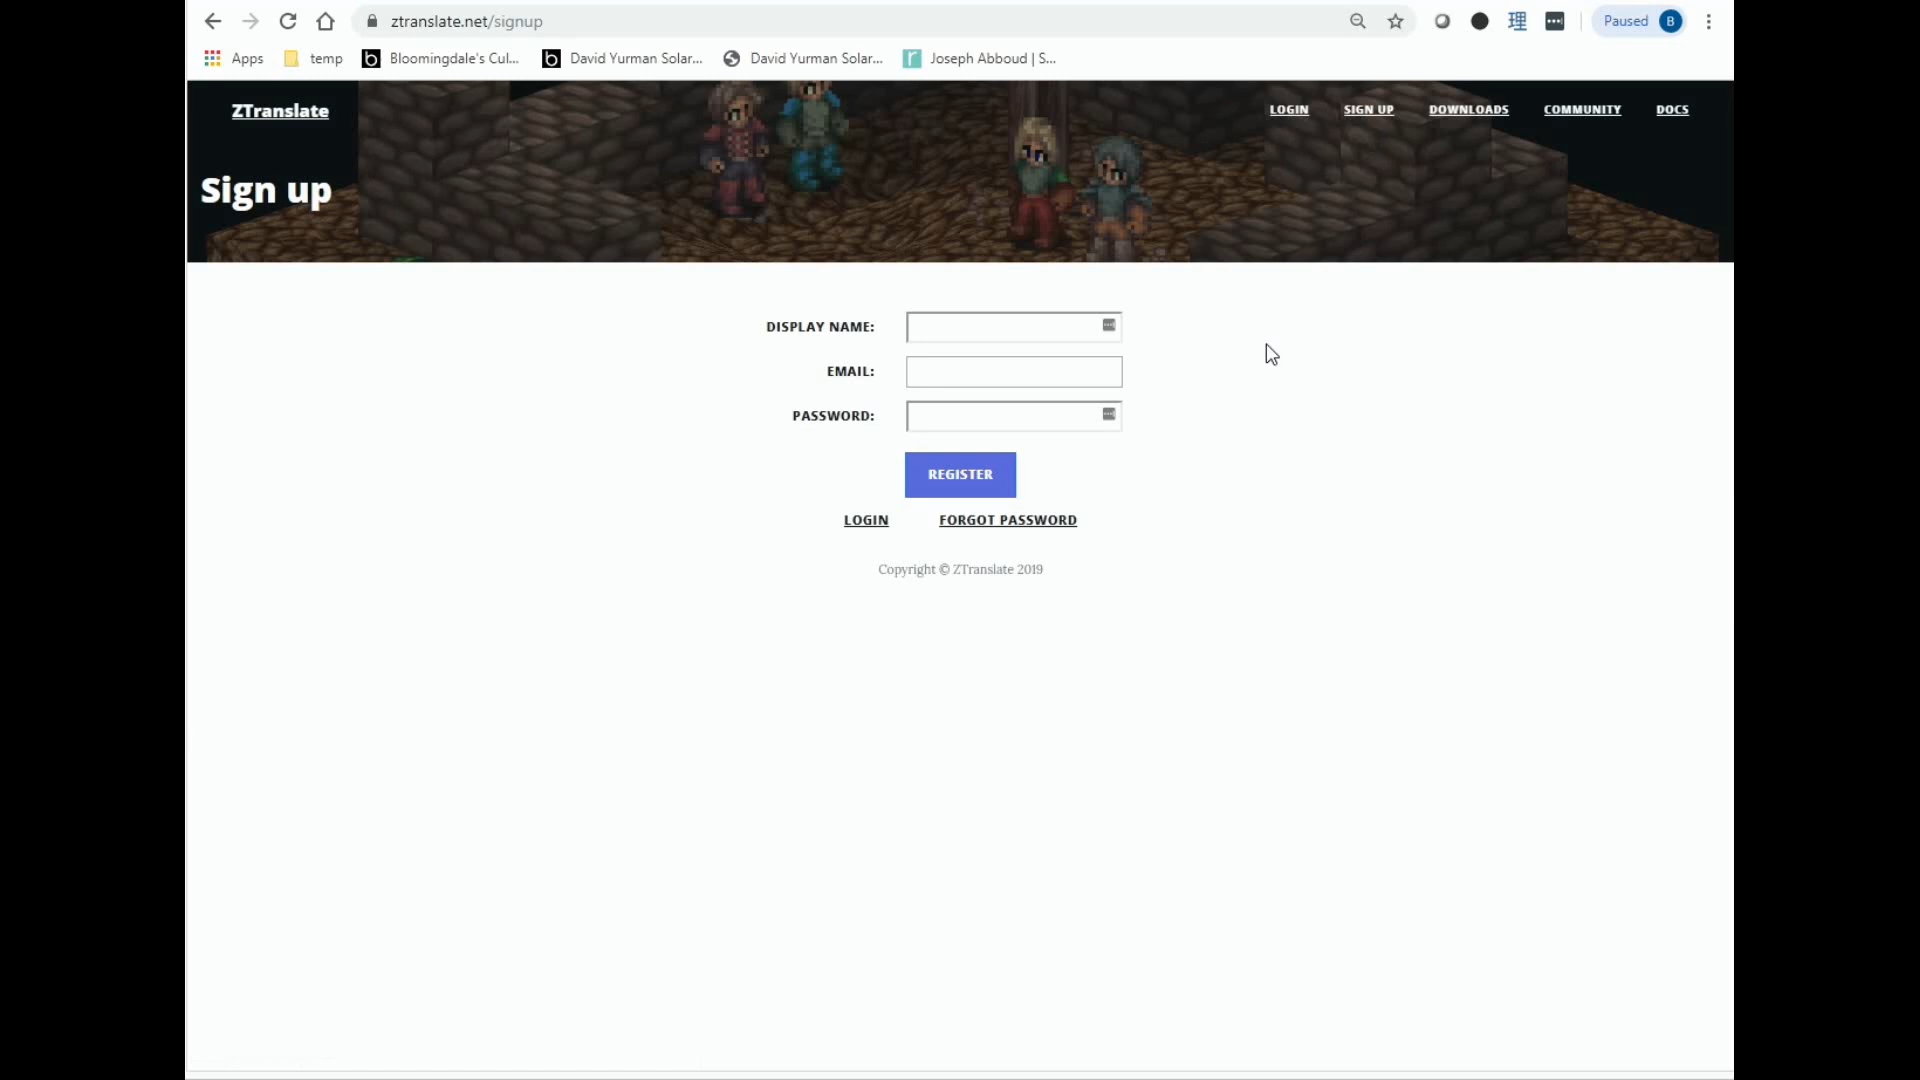 ztranslate.net/signup
理
Paused B
Apps temp b Bloomingdale's Cul... b David Yurman Solar... David Yurman Solar... r Joseph Abboud | S...
ZTranslate LOGIN SIGN UP DOWNLOADS COMMUNITY DOCS
Sign up
DISPLAY NAME:
EMAIL:
PASSWORD:
REGISTER
LOGIN FORGOT PASSWORD
Copyright © ZTranslate 2019